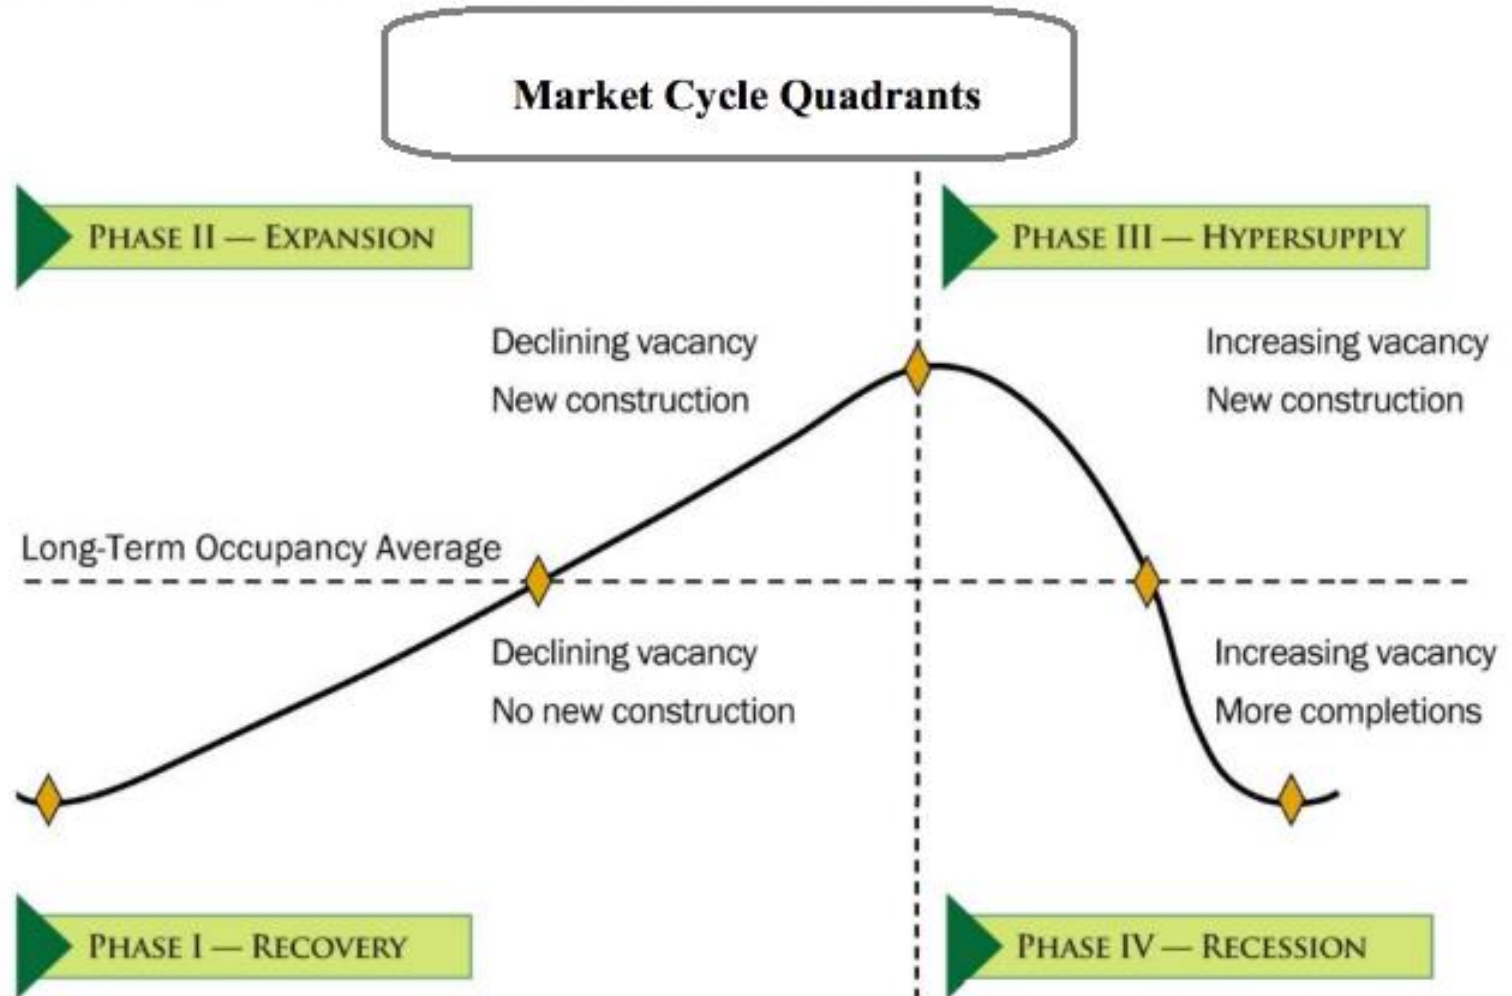 Market Cycle Quadrants
PHASE II — EXPANSION
PHASE III — HYPERSUPPLY
Declining vacancy
New construction
Increasing vacancy
New construction
Long-Term Occupancy Average
Declining vacancy
No new construction
Increasing vacancy
More completions
PHASE I — RECOVERY
PHASE IV — RECESSION